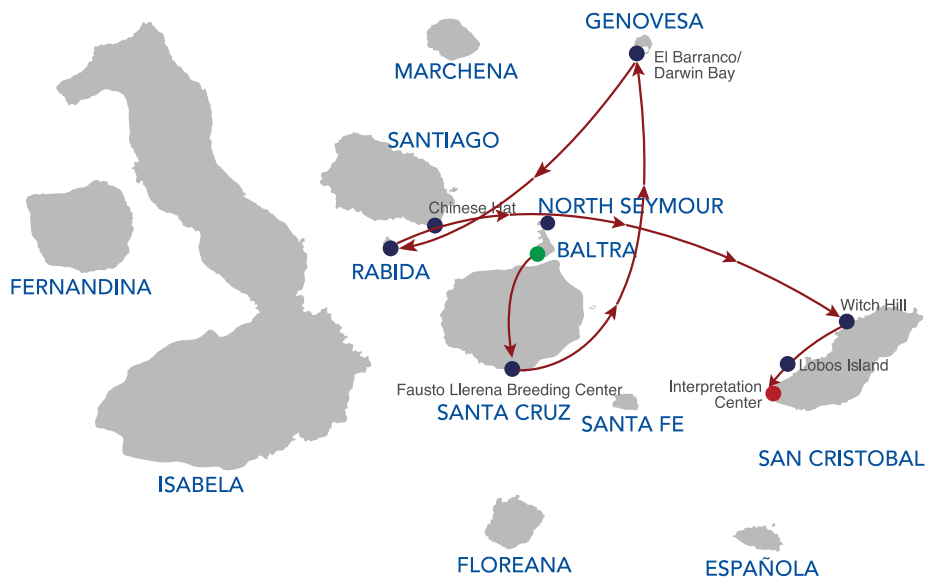 GENOVESA
El Barranco/
Darwin Bay
MARCHENA
SANTIAGO
Chinese Hat
NORTH SEYMOUR
BALTRA
RABIDA
FERNANDINA
Witch Hill
Lobos Island
Interpretation
Center
Fausto Llerena Breeding Center
SANTA CRUZ
SANTA FE
SAN CRISTOBAL
ISABELA
FLOREANA
ESPAÑOLA